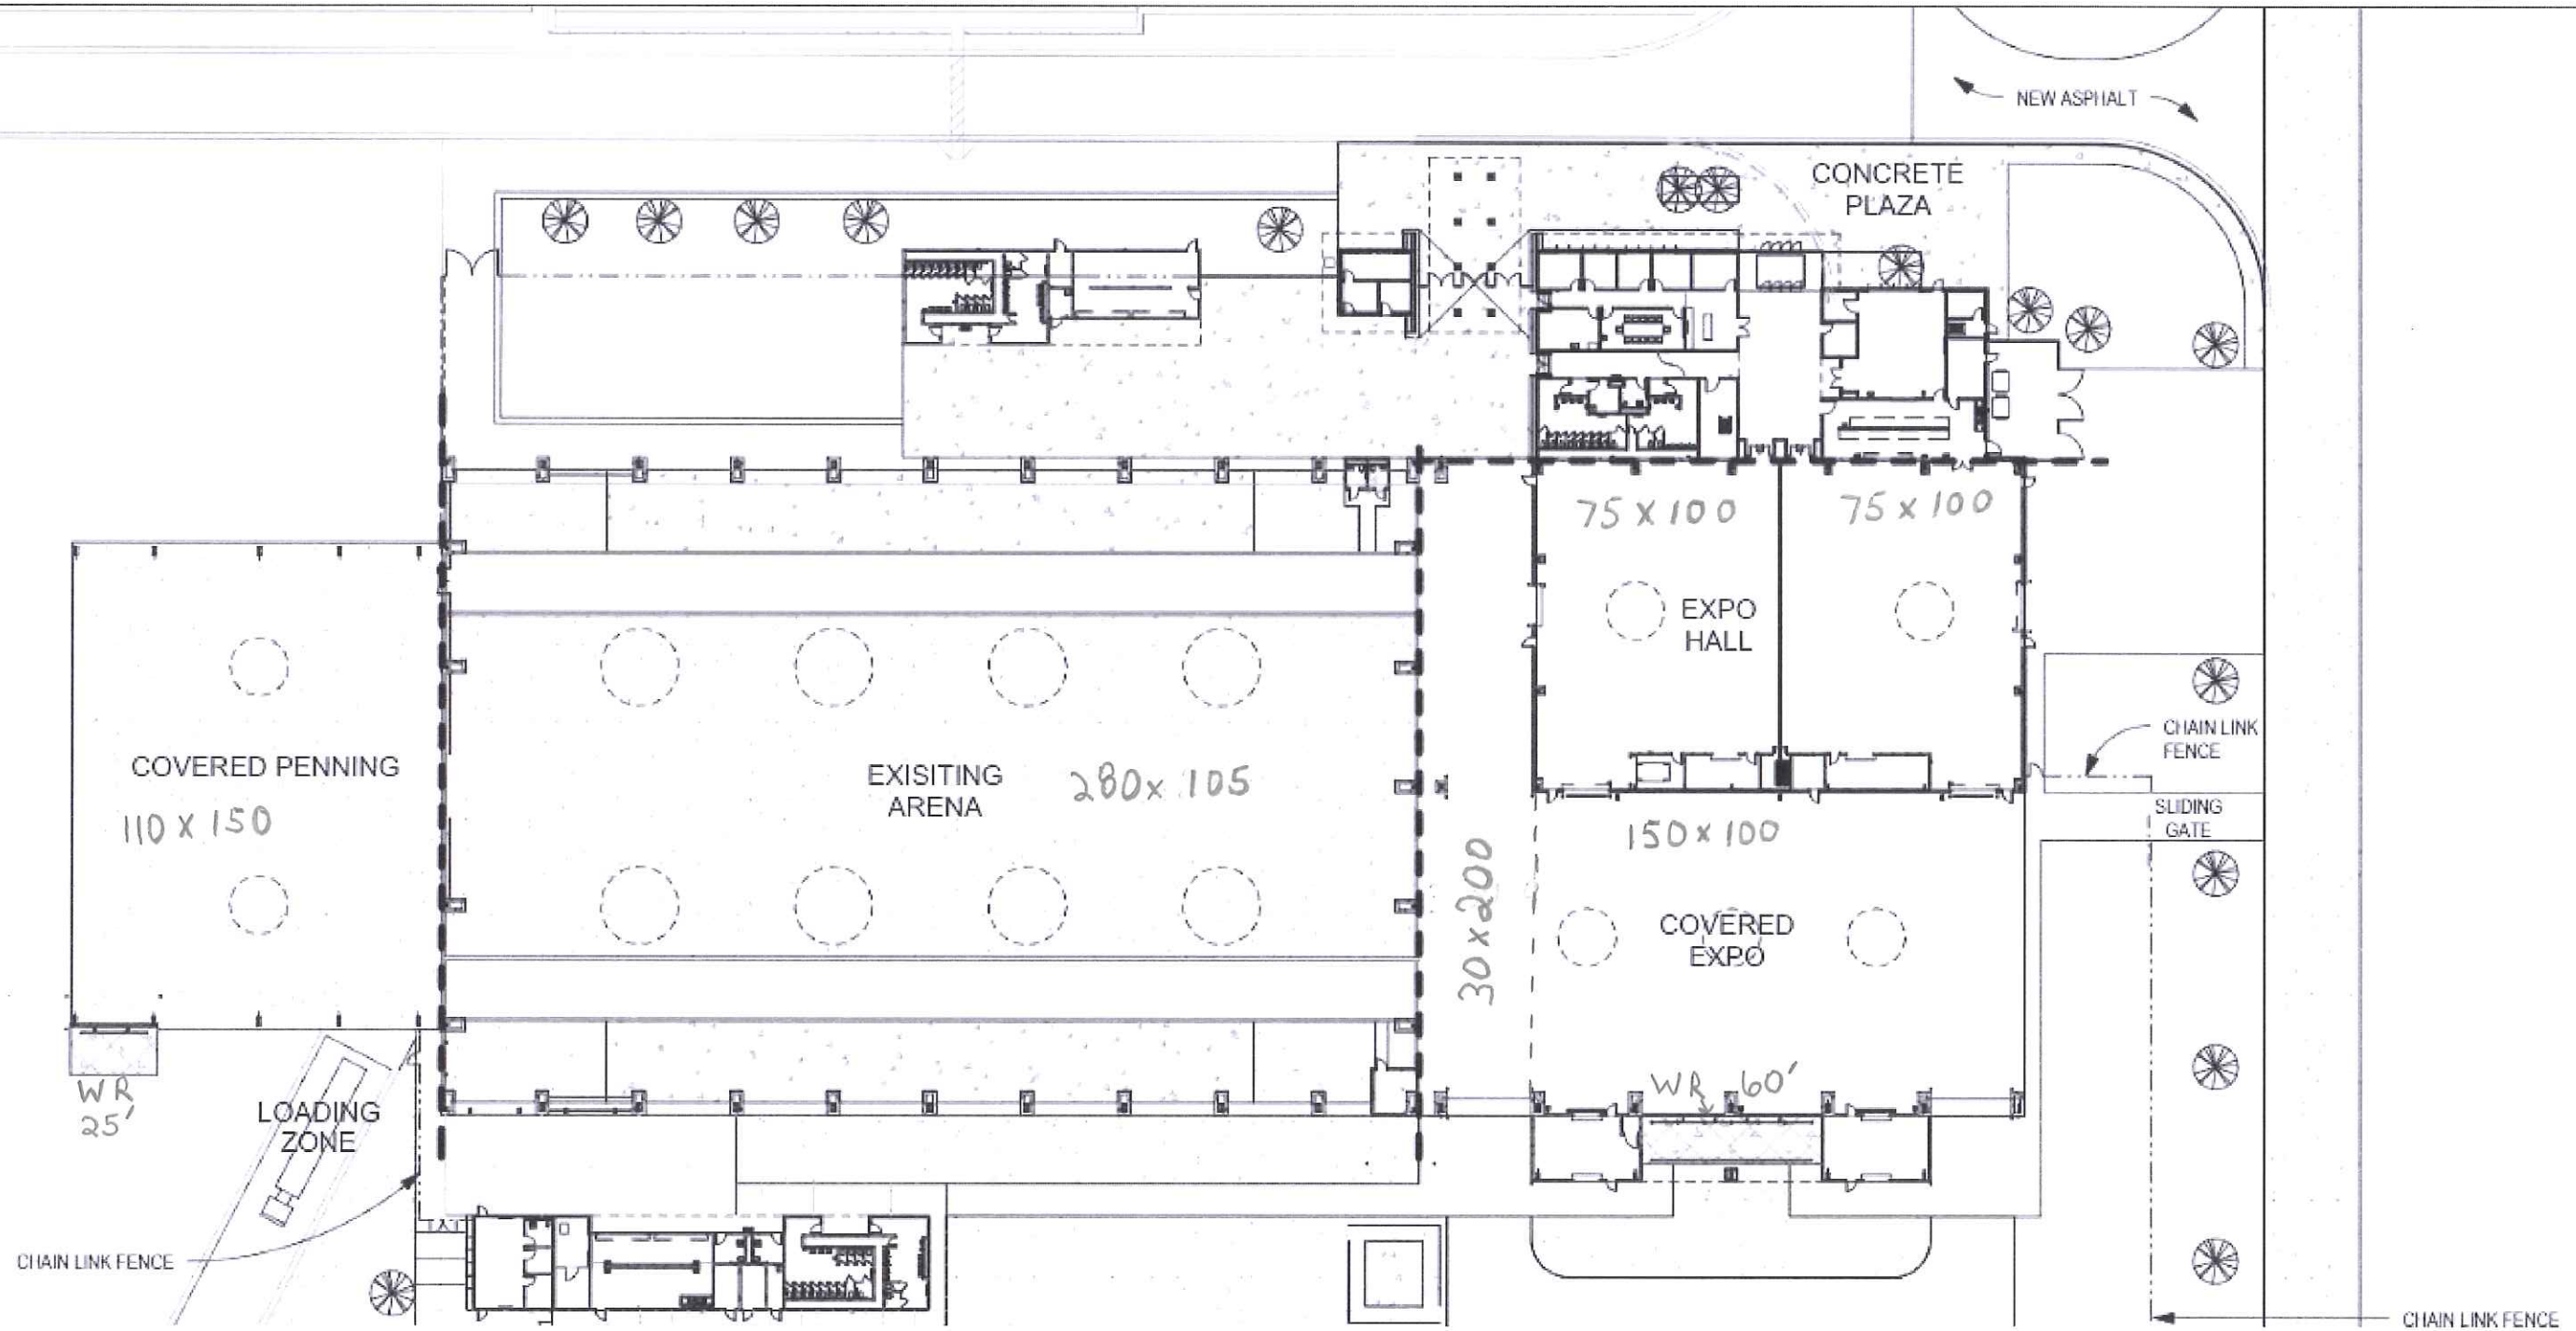 NEW ASPHALT
CONCRETE
PLAZA
75 x 100
75 x 100
EXPO
HALL
CHAIN LINK
FENCE
COVERED PENNING
110 x 150
EXISITING
ARENA
280 x 105
SLIDING
GATE
150 x 100
30 x 200
COVERED
EXPO
WR 60'
WR
25'
LOADING
ZONE
CHAIN LINK FENCE
CHAIN LINK FENCE